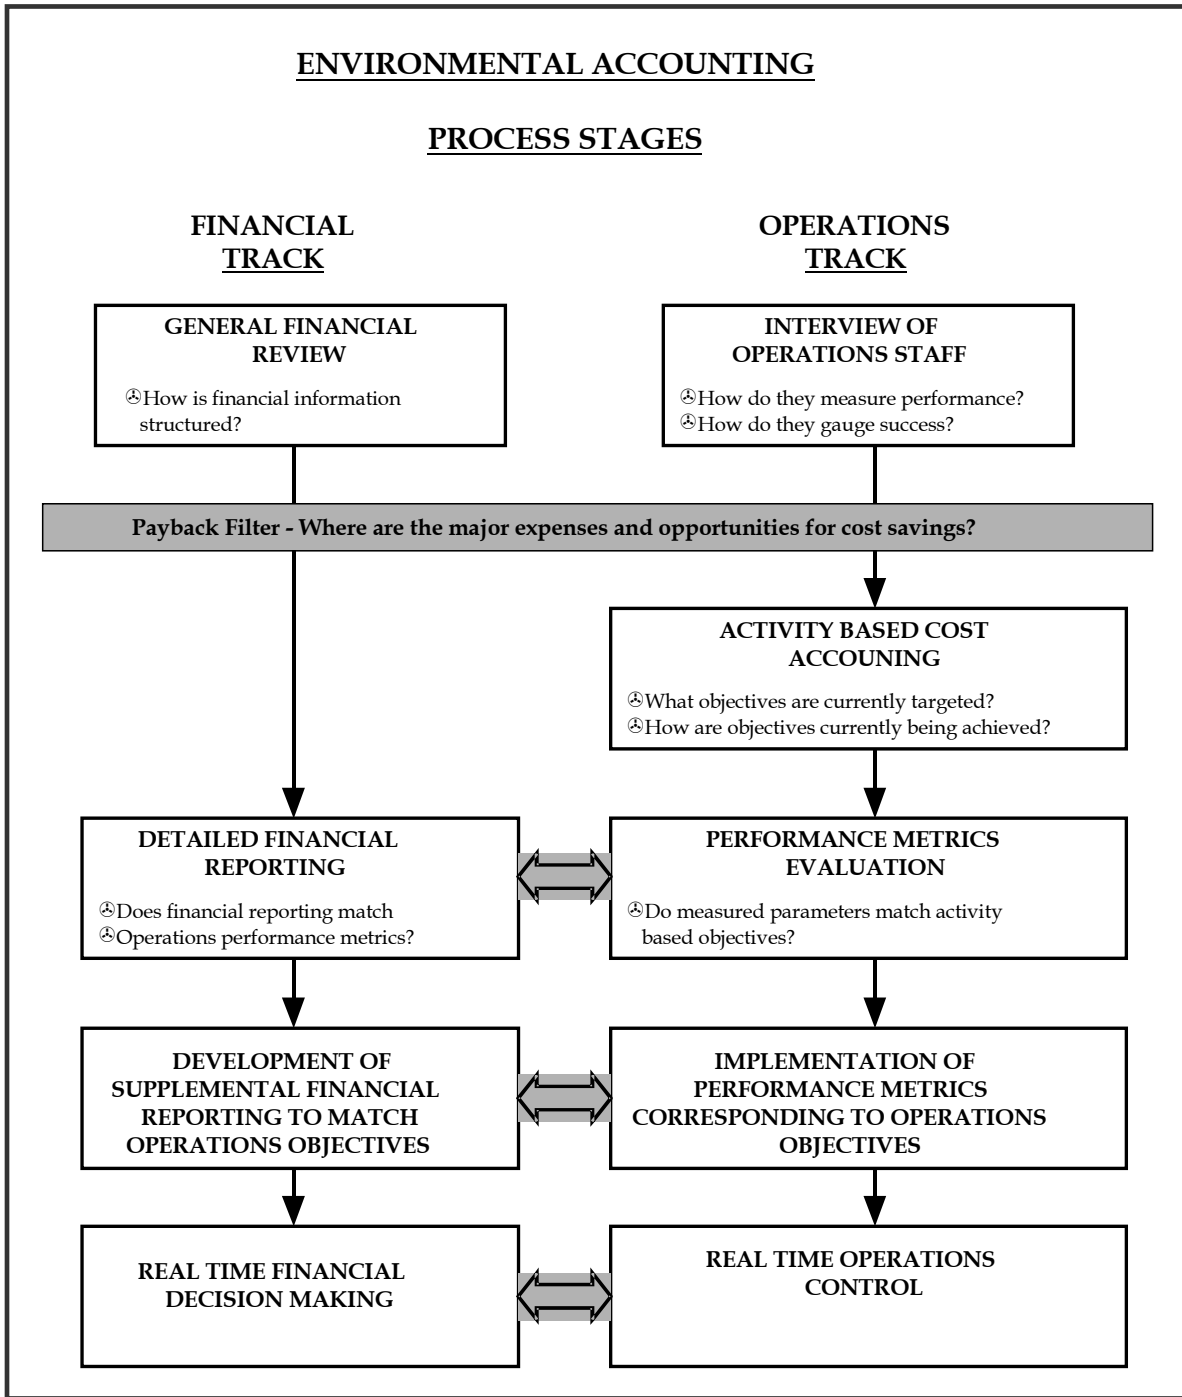 ENVIRONMENTAL ACCOUNTING
PROCESS STAGES
FINANCIAL
TRACK
OPERATIONS
TRACK
GENERAL FINANCIAL
REVIEW
How is financial information
structured?
INTERVIEW OF
OPERATIONS STAFF
How do they measure performance?
How do they gauge success?
Payback Filter - Where are the major expenses and opportunities for cost savings?
ACTIVITY BASED COST
ACCOUNING
What objectives are currently targeted?
How are objectives currently being achieved?
DETAILED FINANCIAL
REPORTING
Does financial reporting match
Operations performance metrics?
PERFORMANCE METRICS
EVALUATION
Do measured parameters match activity
based objectives?
DEVELOPMENT OF
SUPPLEMENTAL FINANCIAL
REPORTING TO MATCH
OPERATIONS OBJECTIVES
IMPLEMENTATION OF
PERFORMANCE METRICS
CORRESPONDING TO OPERATIONS
OBJECTIVES
REAL TIME FINANCIAL
DECISION MAKING
REAL TIME OPERATIONS
CONTROL